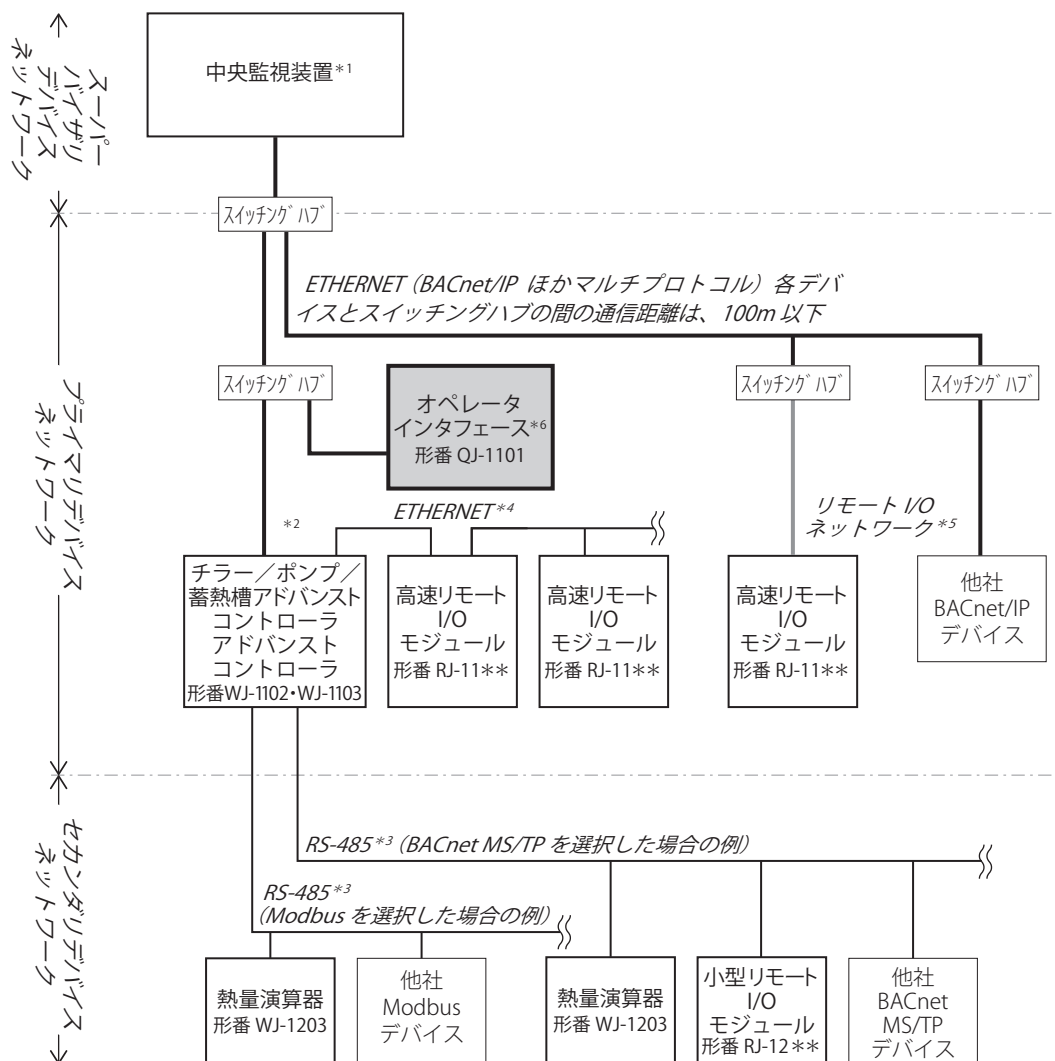 スーパー
バイザリ
デバイス
ネットワーク
中央監視装置*1
スイッチング ハブ
ETHERNET（BACnet/IP ほかマルチプロトコル）各デバ
イスとスイッチングハブの間の通信距離は、100m 以下
プライマリデバイス
ネットワーク
スイッチング ハブ
オペレータ
インタフェース*6
形番 QJ-1101
スイッチング ハブ
スイッチング ハブ
*2
ETHERNET*4
リモート I/O
ネットワーク*5
チラー／ポンプ／
蓄熱槽アドバンスト
コントローラ
アドバンスト
コントローラ
形番WJ-1102・WJ-1103
高速リモート
I/O
モジュール
形番 RJ-11**
高速リモート
I/O
モジュール
形番 RJ-11**
高速リモート
I/O
モジュール
形番 RJ-11**
他社
BACnet/IP
デバイス
セカンダリデバイス
ネットワーク
RS-485*3（BACnet MS/TP を選択した場合の例）
RS-485*3
（Modbus を選択した場合の例）
熱量演算器
形番 WJ-1203
他社
Modbus
デバイス
熱量演算器
形番 WJ-1203
小型リモート
I/O
モジュール
形番 RJ-12**
他社
BACnet
MS/TP
デバイス